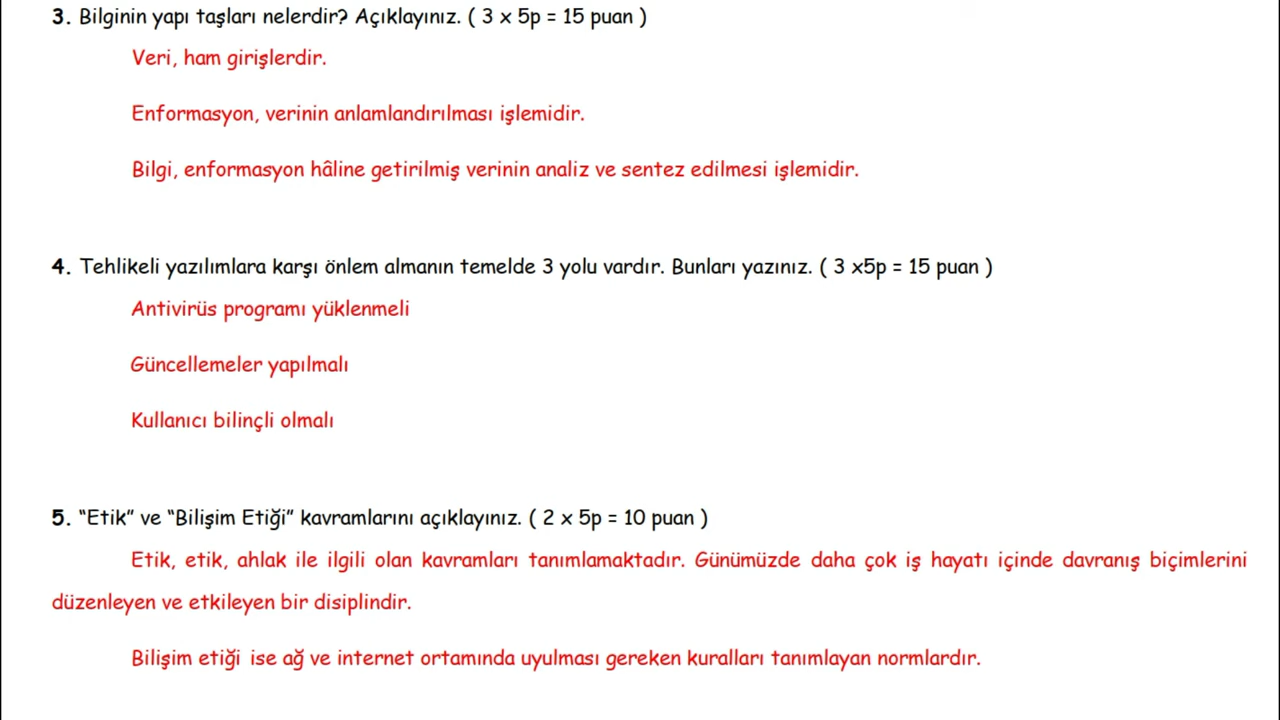 3. Bilginin yapı taşları nelerdir? Açıklayınız. ( 3 x 5p = 15 puan )
Veri, ham girişlerdir.
Enformasyon, verinin anlamlandırılması işlemidir.
Bilgi, enformasyon hâline getirilmiş verinin analiz ve sentez edilmesi işlemidir.
4. Tehlikeli yazılımlara karşı önlem almanın temelde 3 yolu vardır. Bunları yazınız. ( 3 x5p = 15 puan )
Antivirüs programı yüklenmeli
Güncellemeler yapılmalı
Kullanıcı bilinçli olmalı
5. “Etik” ve “Bilişim Etiği” kavramlarını açıklayınız. ( 2 x 5p = 10 puan )
Etik, etik, ahlak ile ilgili olan kavramları tanımlamaktadır. Günümüzde daha çok iş hayatı içinde davranış biçimlerini
düzenleyen ve etkileyen bir disiplindir.
Bilişim etiği ise ağ ve internet ortamında uyulması gereken kuralları tanımlayan normlardır.